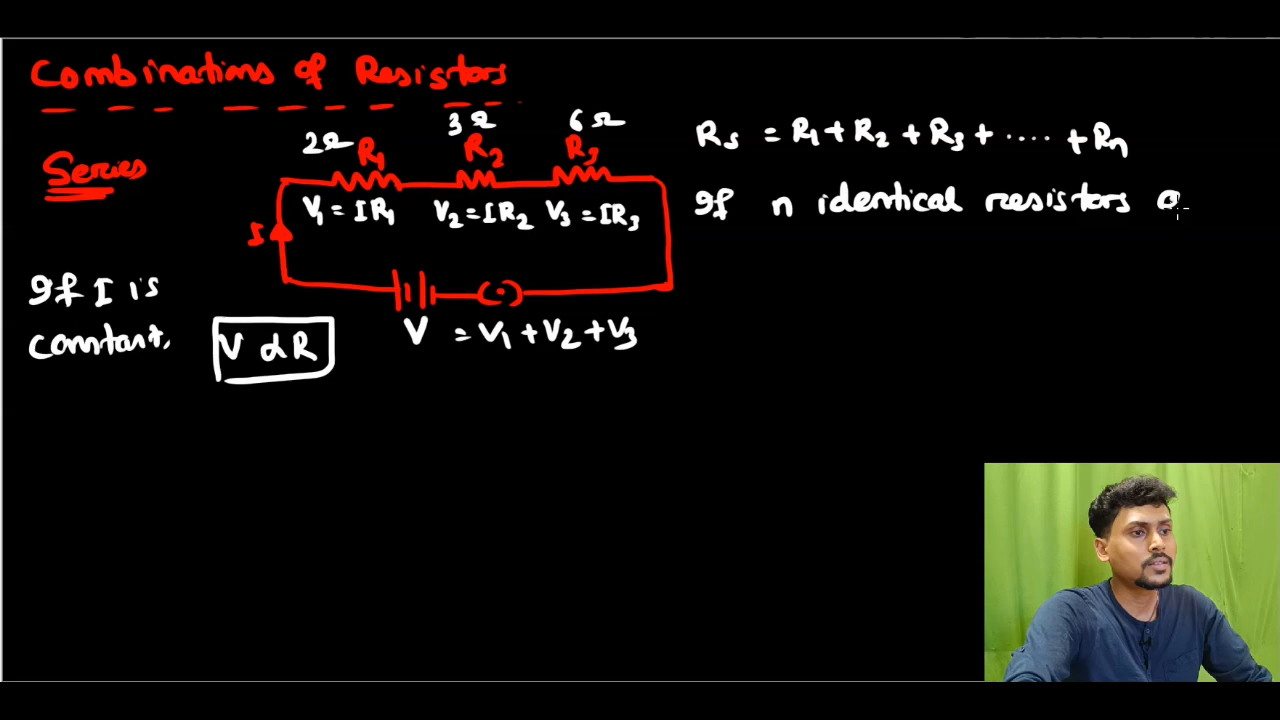 Combinations of Resistors
Series
2Ω 3Ω 6Ω
R1 R2 R3
V1 = IR1 V2 = IR2 V3 = IR3
I
V = V1 + V2 + V3
If I is
constant,
V α R
Rs = R1 + R2 + R3 + .... + Rn
If n identical resistors a